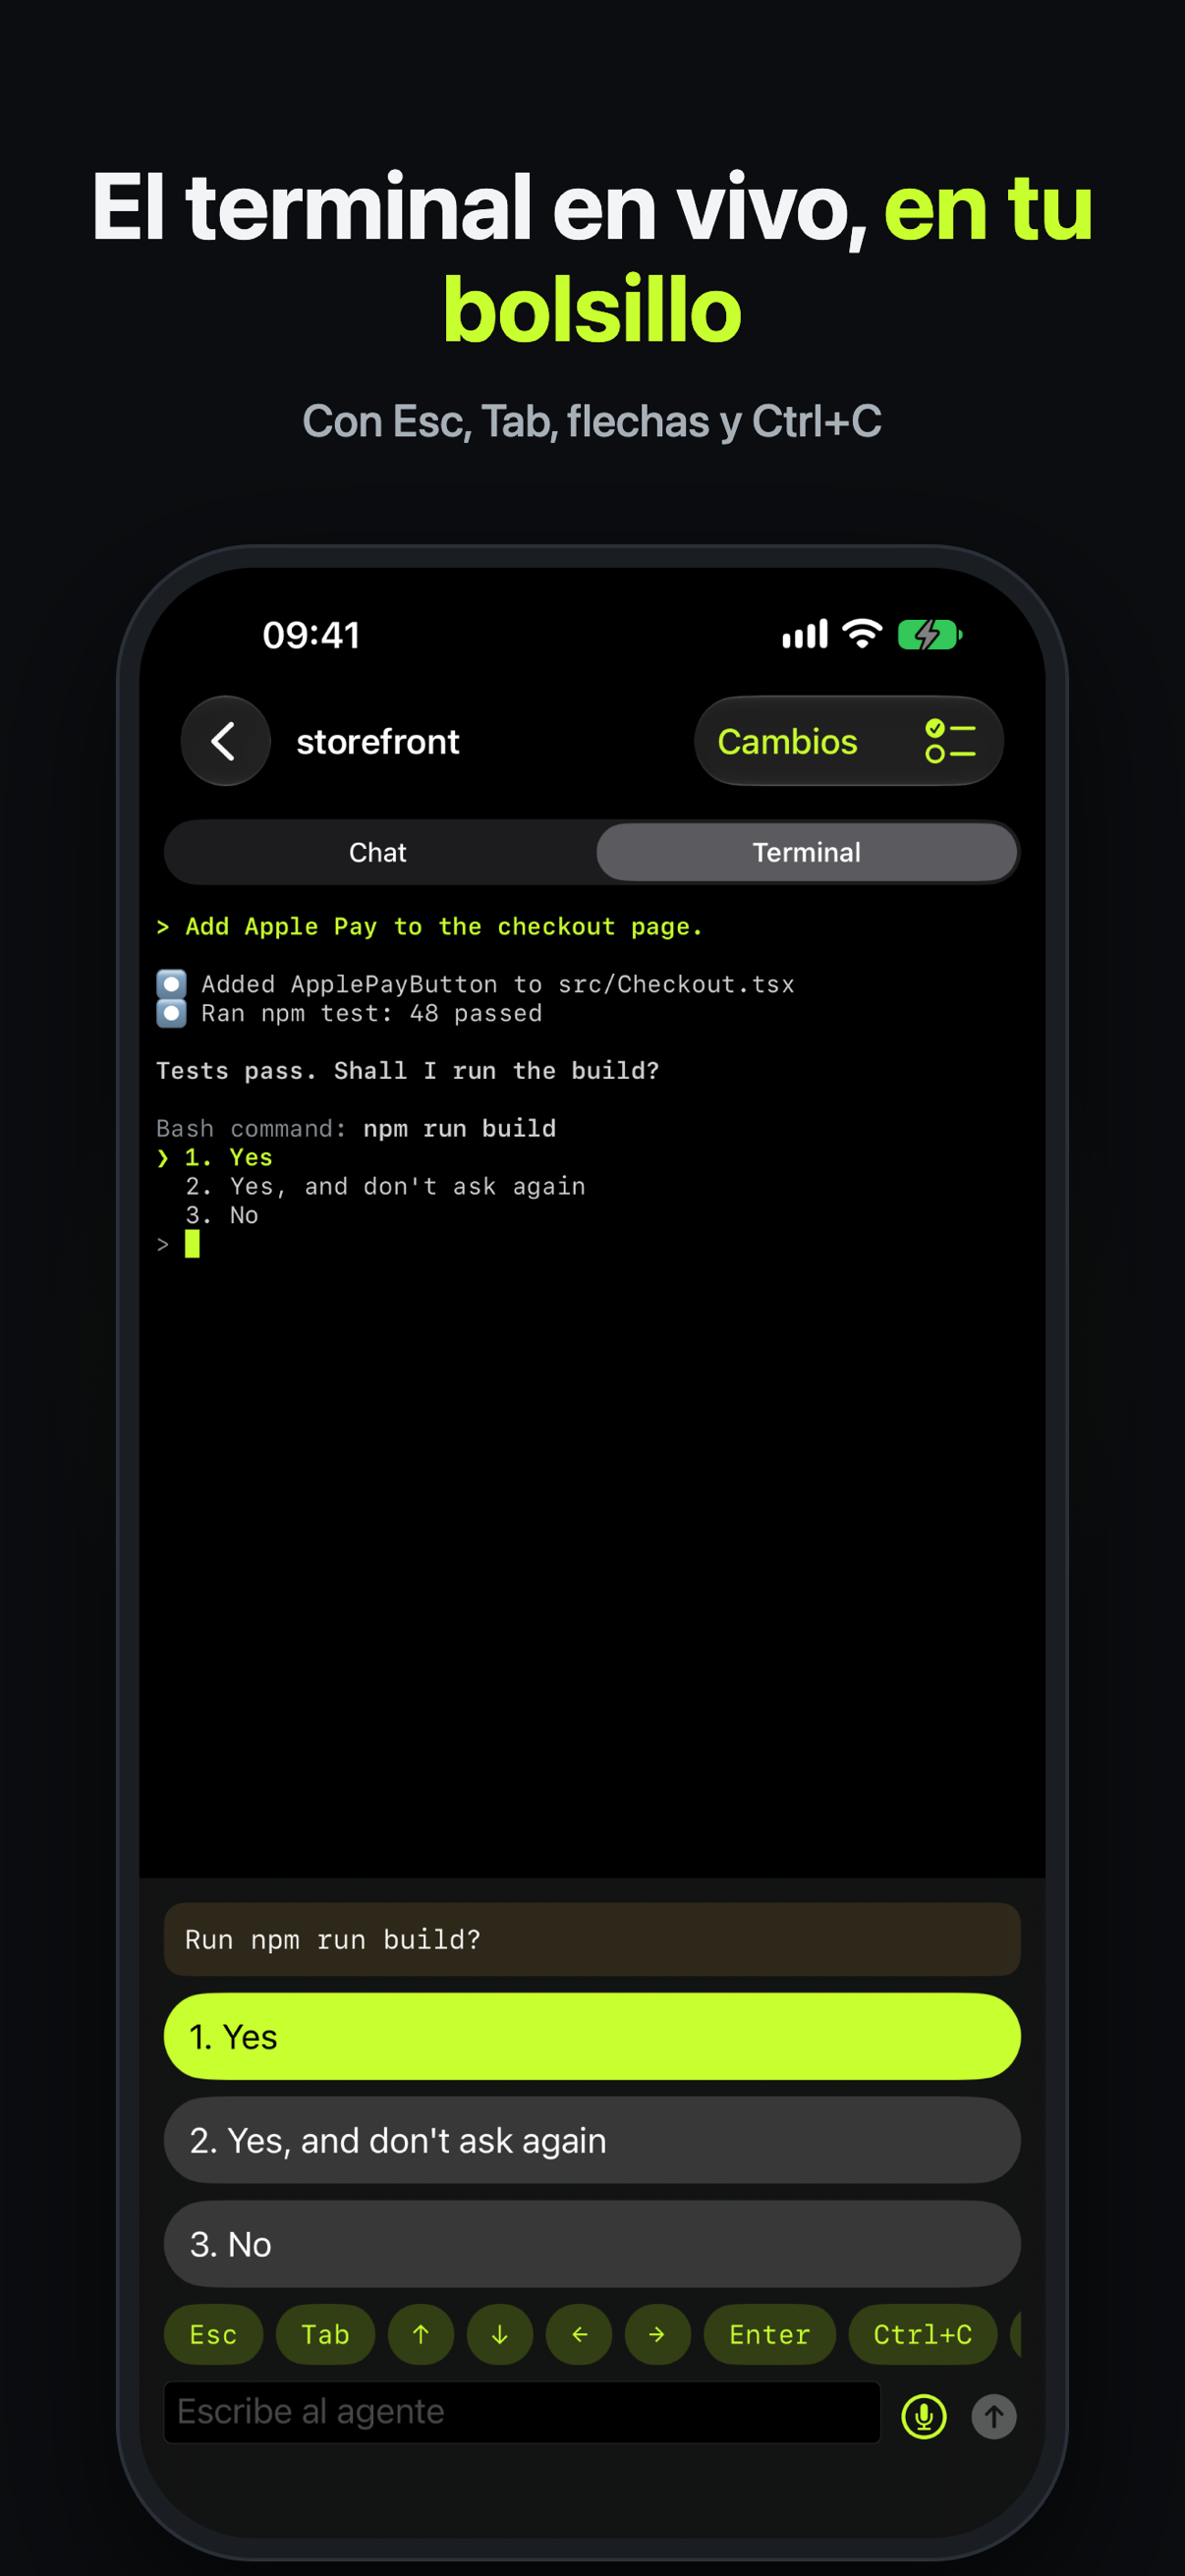 El terminal en vivo, en tu
bolsillo
Con Esc, Tab, flechas y Ctrl+C
09:41
storefront
Cambios
Chat
Terminal
> Add Apple Pay to the checkout page.
Added ApplePayButton to src/Checkout.tsx
Ran npm test: 48 passed
Tests pass. Shall I run the build?
Bash command: npm run build
❯ 1. Yes
2. Yes, and don't ask again
3. No
>
Run npm run build?
1. Yes
2. Yes, and don't ask again
3. No
Esc Tab ↑ ↓ ← → Enter Ctrl+C
Escribe al agente